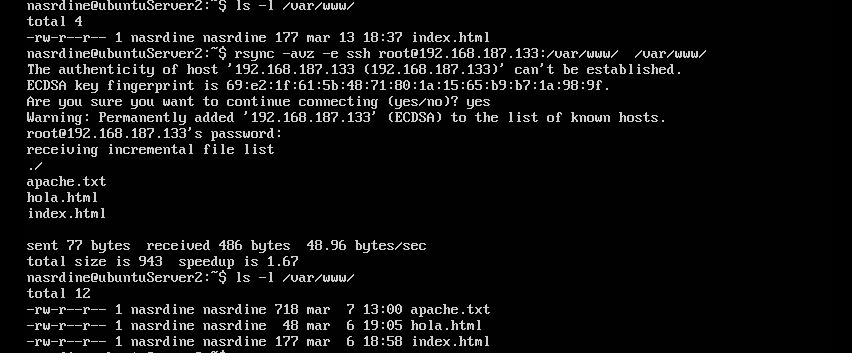 nasrdine@ubuntuServer2:~$ ls -l /var/www/
total 4
-rw-r--r-- 1 nasrdine nasrdine 177 mar 13 18:37 index.html
nasrdine@ubuntuServer2:~$ rsync -avz -e ssh root@192.168.187.133:/var/www/  /var/www/
The authenticity of host '192.168.187.133 (192.168.187.133)' can't be established.
ECDSA key fingerprint is 69:e2:1f:61:5b:48:71:80:1a:15:65:b9:b7:1a:98:9f.
Are you sure you want to continue connecting (yes/no)? yes
Warning: Permanently added '192.168.187.133' (ECDSA) to the list of known hosts.
root@192.168.187.133's password:
receiving incremental file list
./
apache.txt
hola.html
index.html
sent 77 bytes  received 486 bytes  48.96 bytes/sec
total size is 943  speedup is 1.67
nasrdine@ubuntuServer2:~$ ls -l /var/www/
total 12
-rw-r--r-- 1 nasrdine nasrdine 718 mar  7 13:00 apache.txt
-rw-r--r-- 1 nasrdine nasrdine  48 mar  6 19:05 hola.html
-rw-r--r-- 1 nasrdine nasrdine 177 mar  6 18:58 index.html